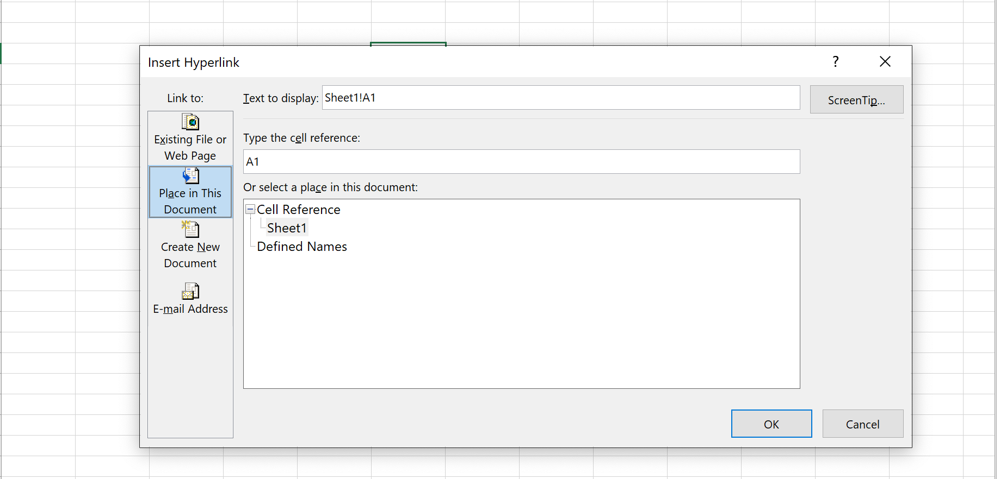 Insert Hyperlink
?
Link to:
Text to display: Sheet1!A1
ScreenTip...
Existing File or
Web Page
Place in This
Document
Create New
Document
E-mail Address
Type the cell reference:
A1
Or select a place in this document:
Cell Reference
Sheet1
Defined Names
OK
Cancel